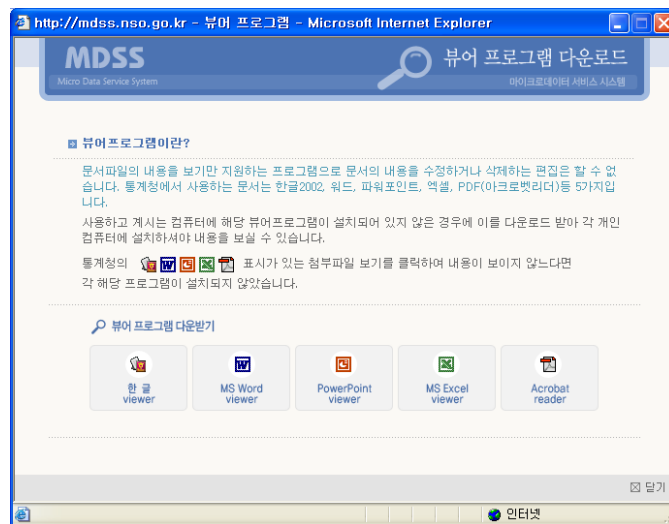 http://mdss.nso.go.kr - 뷰어 프로그램 - Microsoft Internet Explorer
MDSS
Micro Data Service System
뷰어 프로그램 다운로드
마이크로데이터 서비스 시스템
뷰어프로그램이란?
문서파일의 내용을 보기만 지원하는 프로그램으로 문서의 내용을 수정하거나 삭제하는 편집은 할 수 없
습니다. 통계청에서 사용하는 문서는 한글2002, 워드, 파워포인트, 엑셀, PDF(아크로벳리더)등 5가지입
니다.
사용하고 계시는 컴퓨터에 해당 뷰어프로그램이 설치되어 있지 않은 경우에 이를 다운로드 받아 각 개인
컴퓨터에 설치하셔야 내용을 보실 수 있습니다.
통계청의 표시가 있는 첨부파일 보기를 클릭하여 내용이 보이지 않느다면
각 해당 프로그램이 설치되지 않았습니다.
뷰어 프로그램 다운받기
한 글 viewer
MS Word viewer
PowerPoint viewer
MS Excel viewer
Acrobat reader
닫기
인터넷